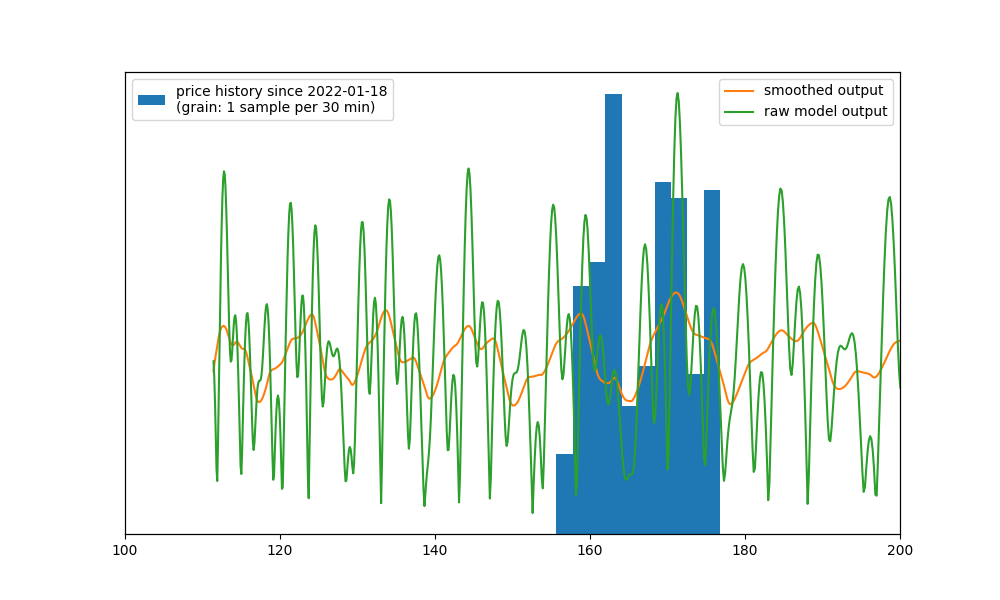 price history since 2022-01-18
(grain: 1 sample per 30 min)
smoothed output
raw model output
100
120
140
160
180
200